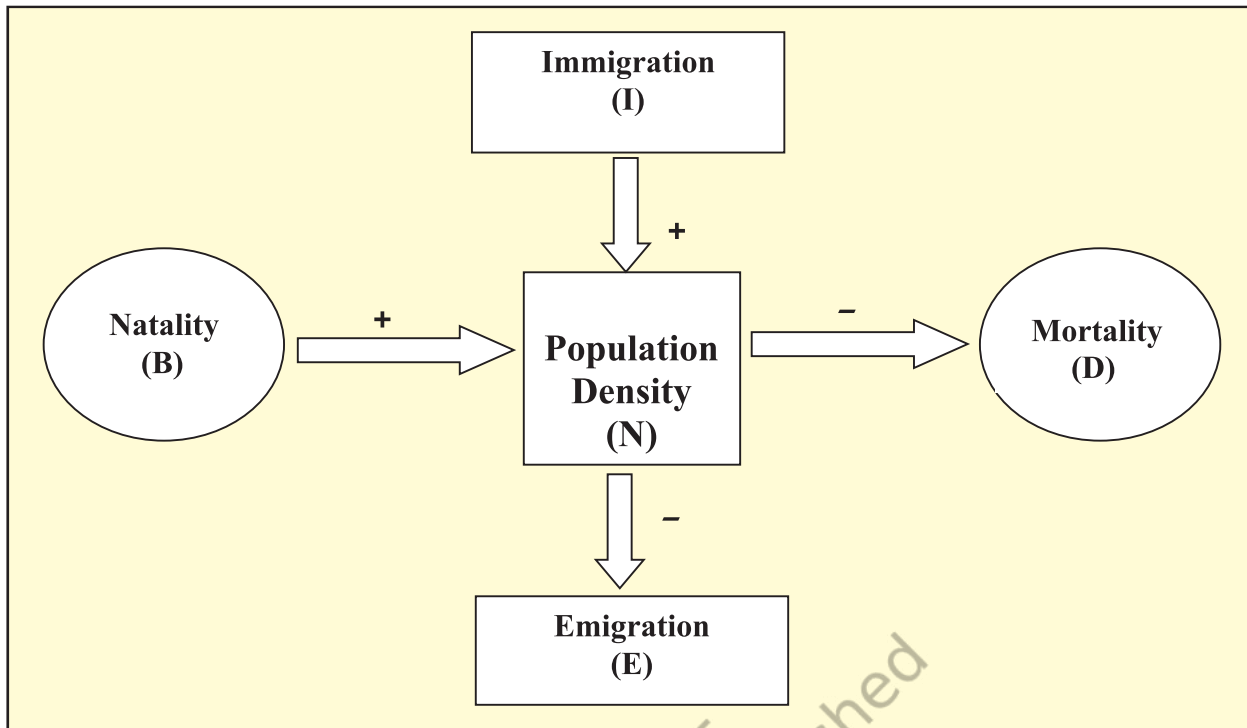 Immigration
(I)
+
Natality
(B)
+
Population
Density
(N)
–
Mortality
(D)
–
Emigration
(E)